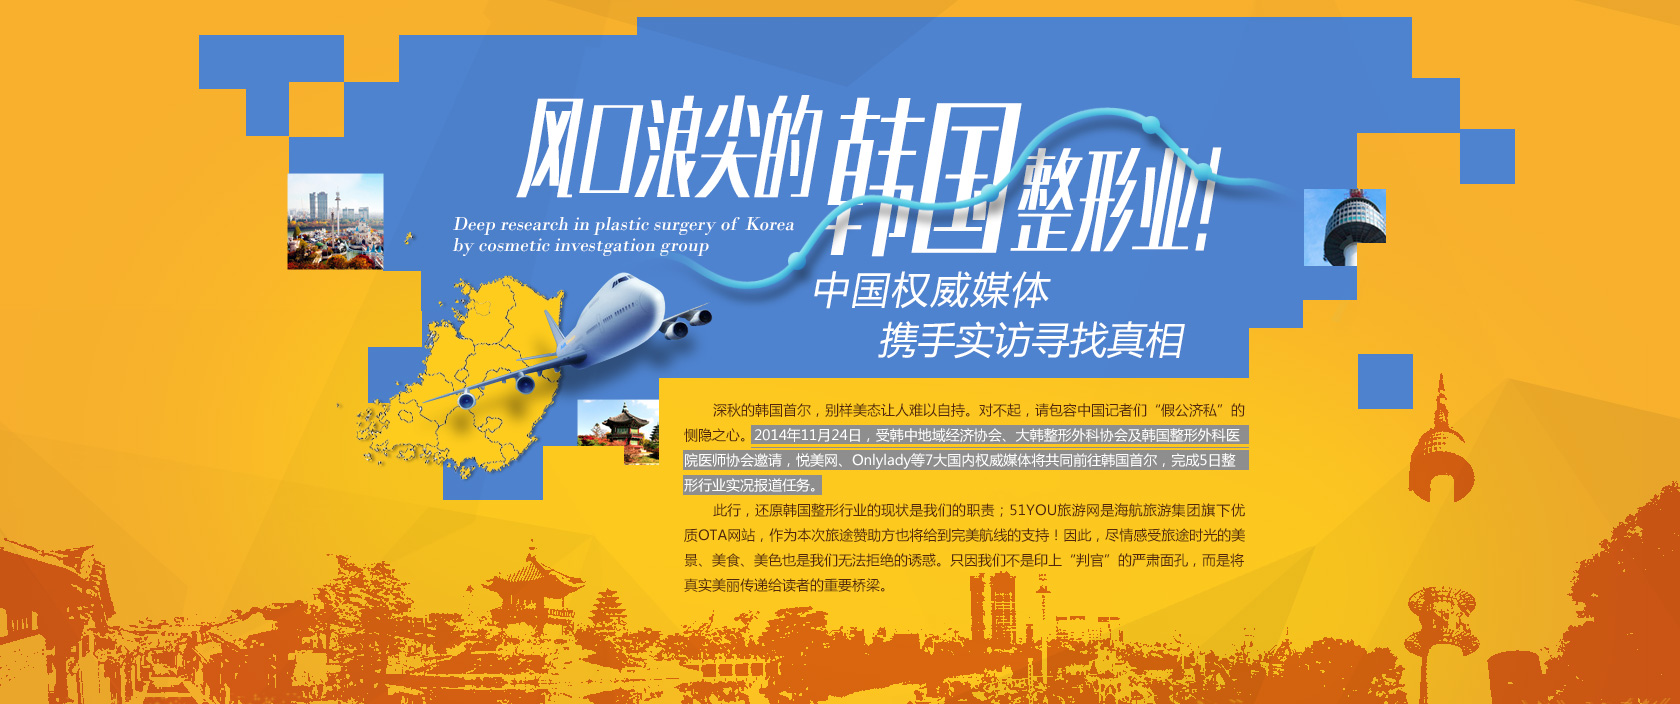 风口浪尖的韩国整形业!
Deep research in plastic surgery of Korea
by cosmetic investgation group
中国权威媒体
携手实访寻找真相
深秋的韩国首尔，别样美态让人难以自持。对不起，请包容中国记者们“假公济私”的
恻隐之心。2014年11月24日，受韩中地域经济协会、大韩整形外科协会及韩国整形外科医
院医师协会邀请，悦美网、Onlylady等7大国内权威媒体将共同前往韩国首尔，完成5日整
形行业实况报道任务。
此行，还原韩国整形行业的现状是我们的职责；51YOU旅游网是海航旅游集团旗下优
质OTA网站，作为本次旅途赞助方也将给到完美航线的支持！因此，尽情感受旅途时光的美
景、美食、美色也是我们无法拒绝的诱惑。只因我们不是印上“判官”的严肃面孔，而是将
真实美丽传递给读者的重要桥梁。